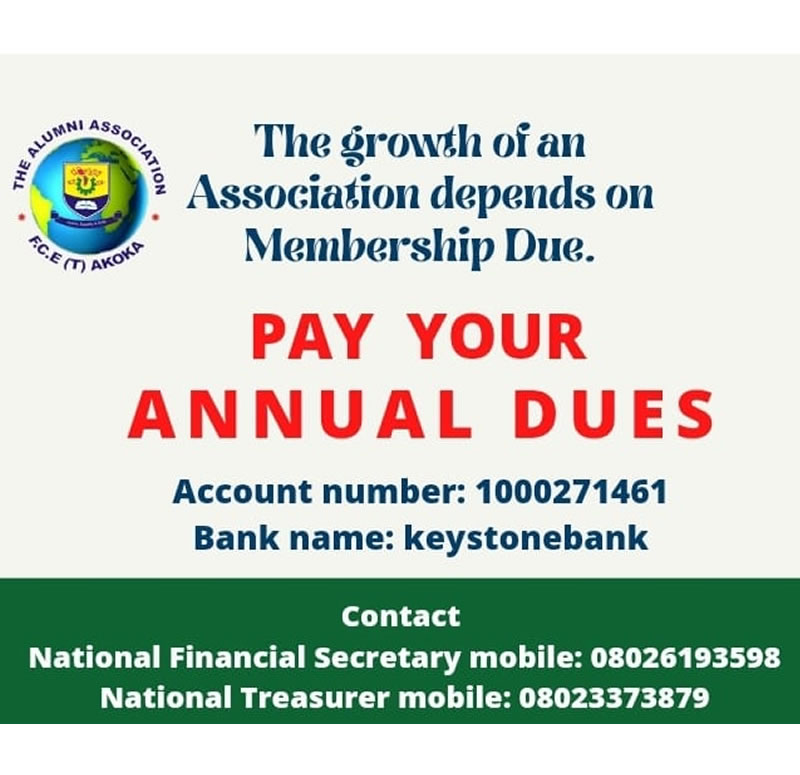 THE ALUMNI ASSOCIATION
F.C.E (T) AKOKA
The growth of an
Association depends on
Membership Due.
PAY YOUR
ANNUAL DUES
Account number: 1000271461
Bank name: keystonebank
Contact
National Financial Secretary mobile: 08026193598
National Treasurer mobile: 08023373879